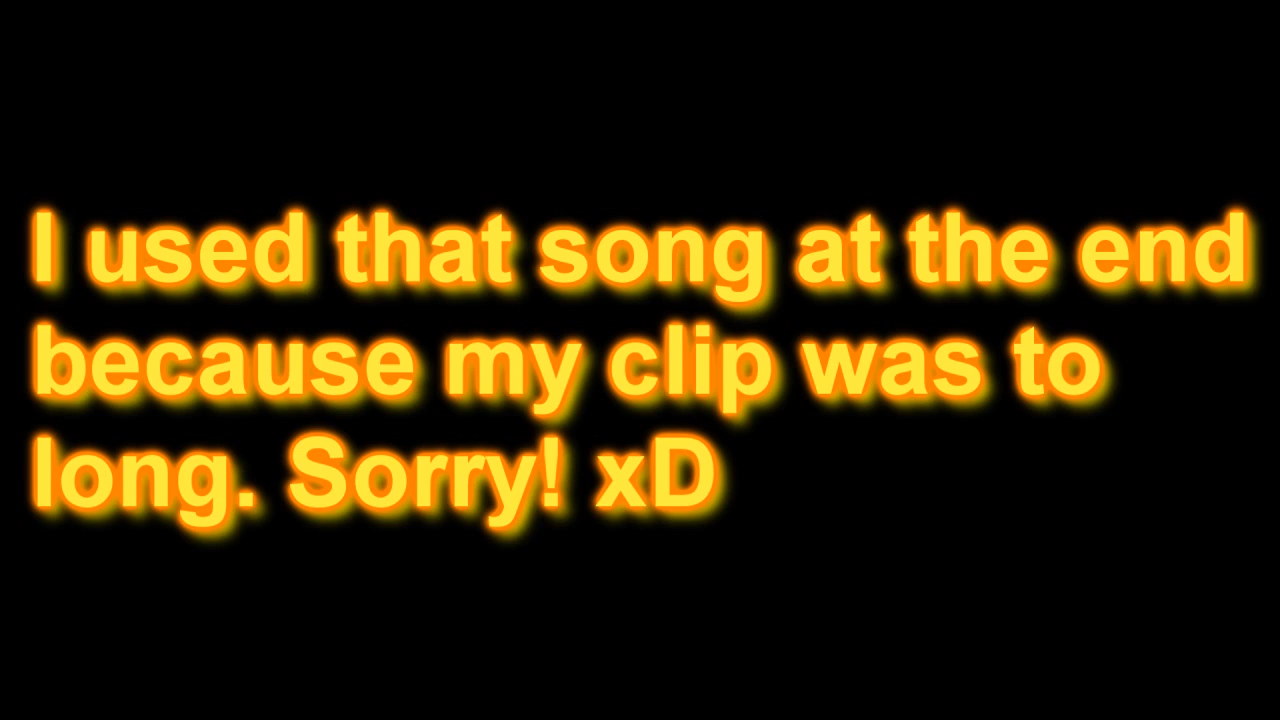 I used that song at the end
because my clip was to
long. Sorry! xD